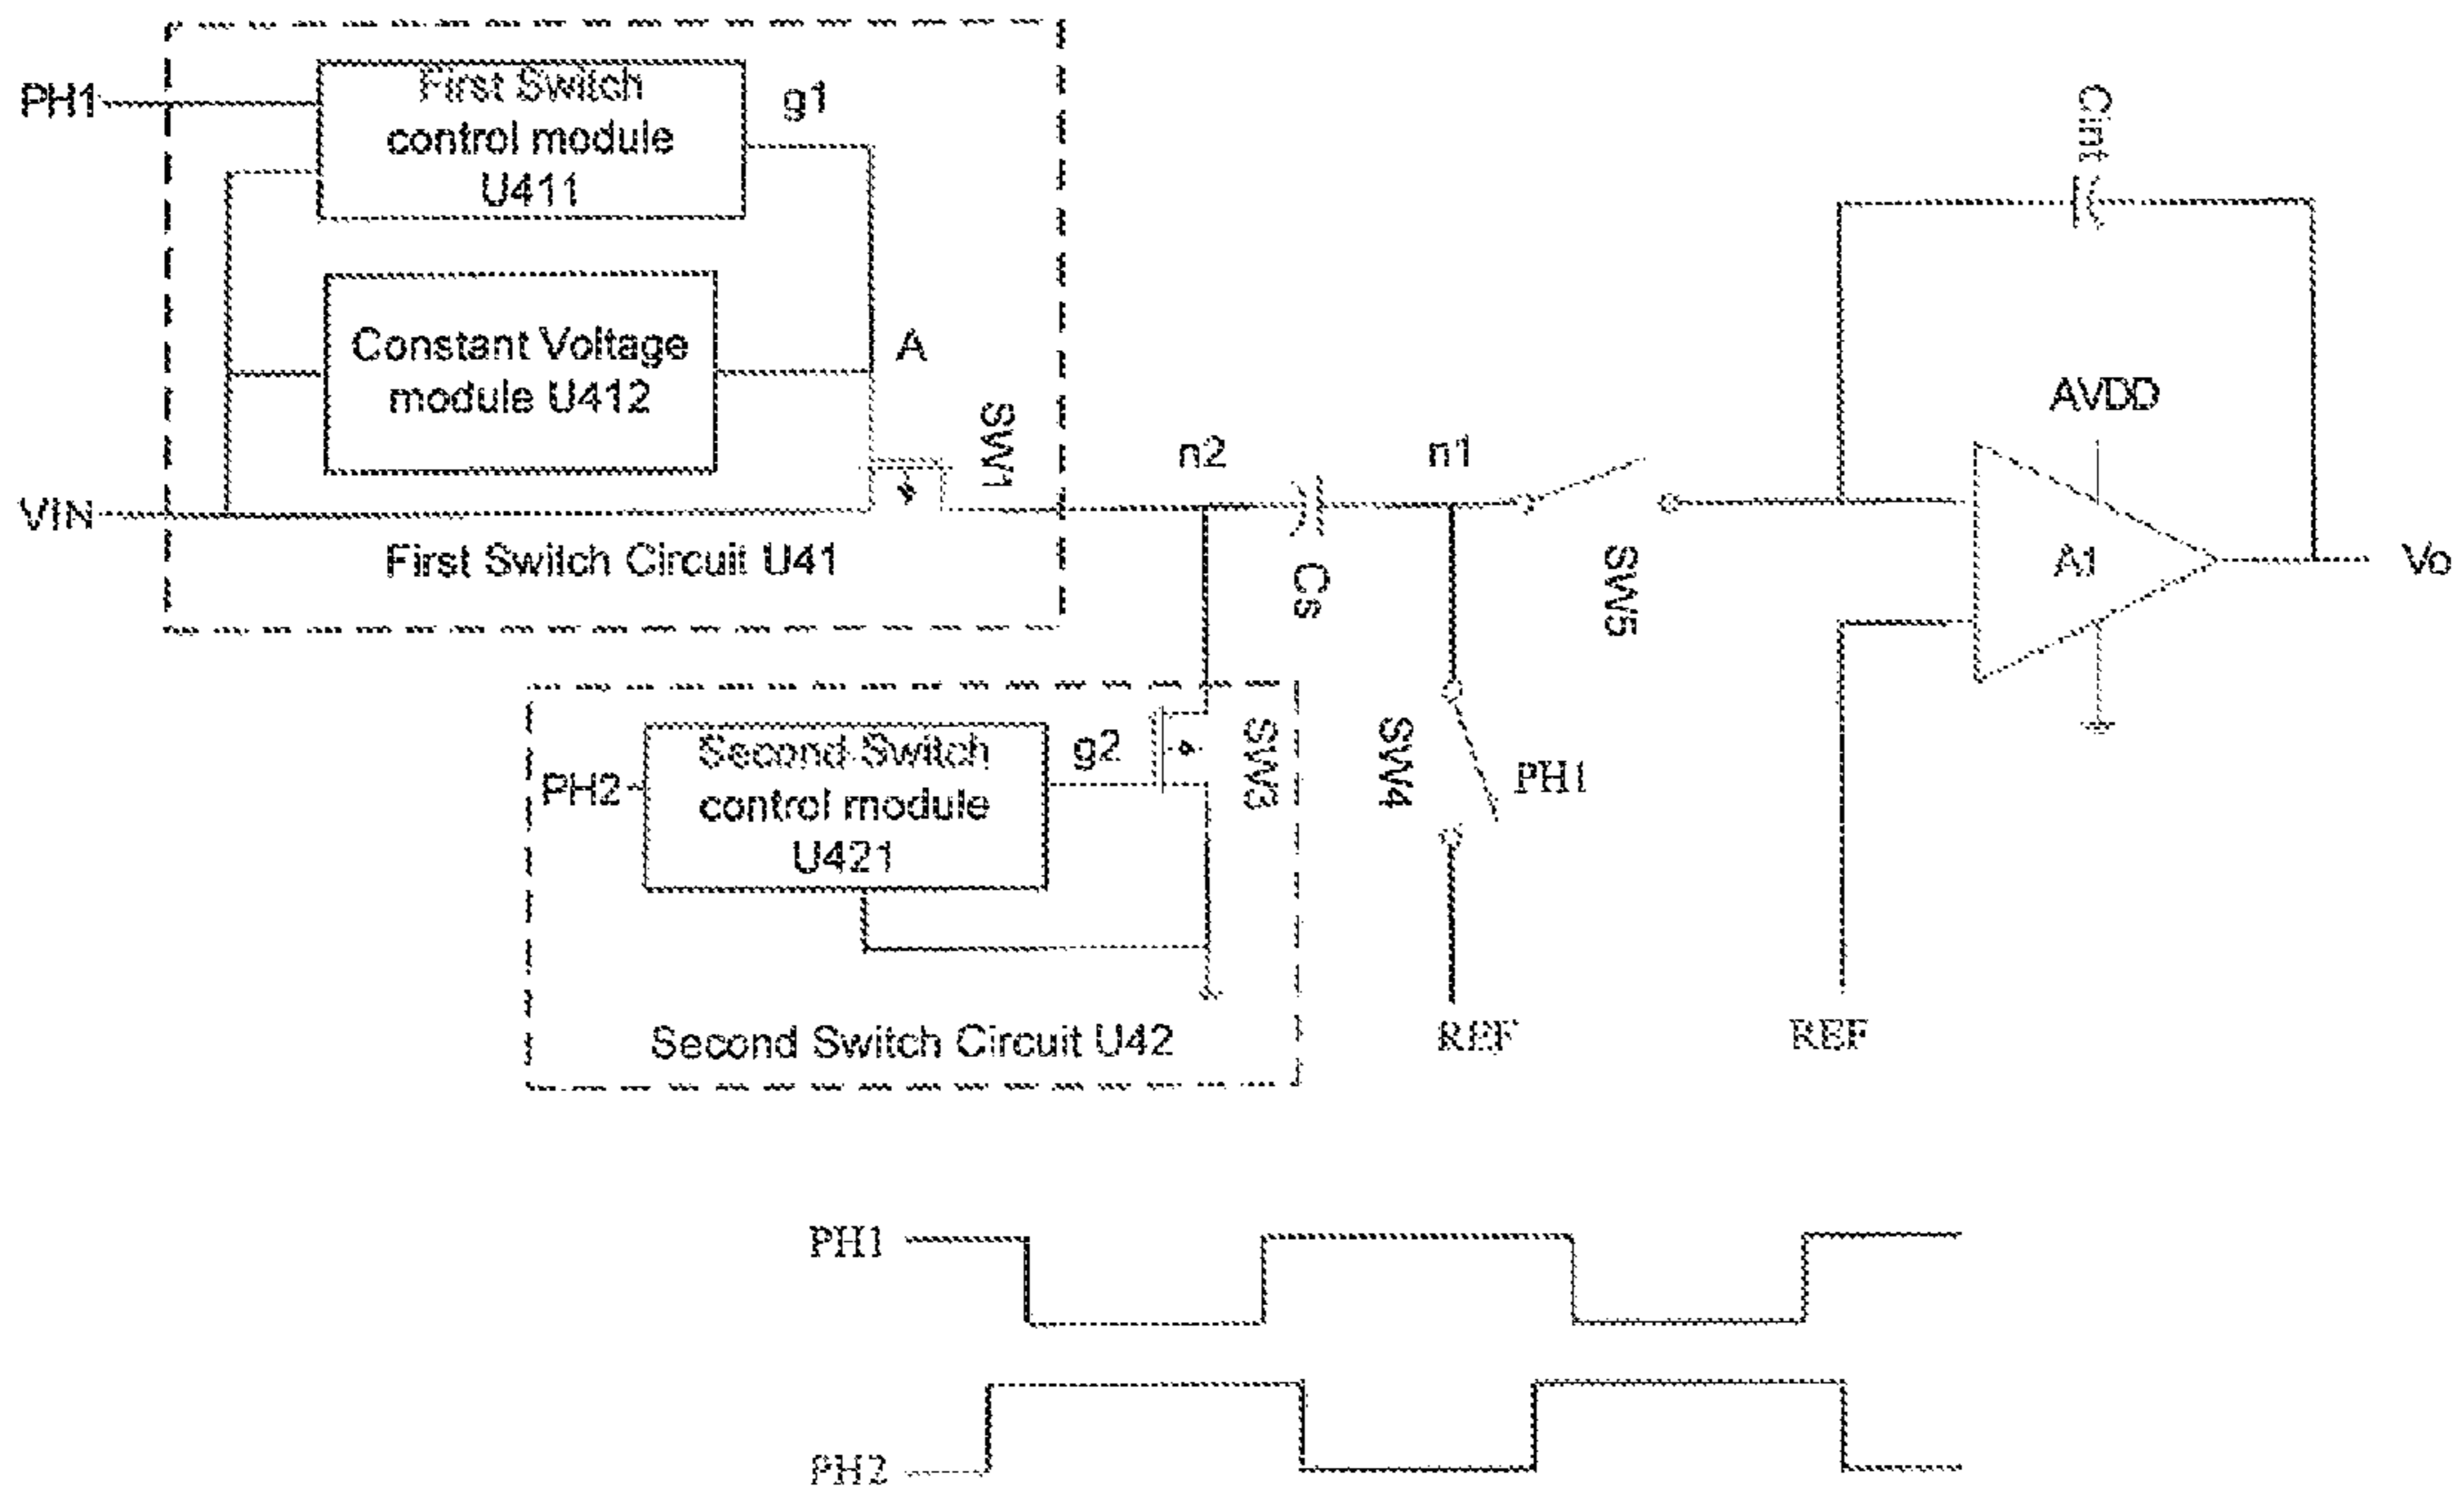 PH1
First Switch
control module
U411
g1
Cint
Constant Voltage
module U412
A
AVDD
SW1
n2
n1
VIN
First Switch Circuit U41
Cs
SW5
A1
Vo
PH2
Second Switch
control module
U421
g2
SW3
SW4
PH1
Second Switch Circuit U42
REF
REF
PH1
PH2